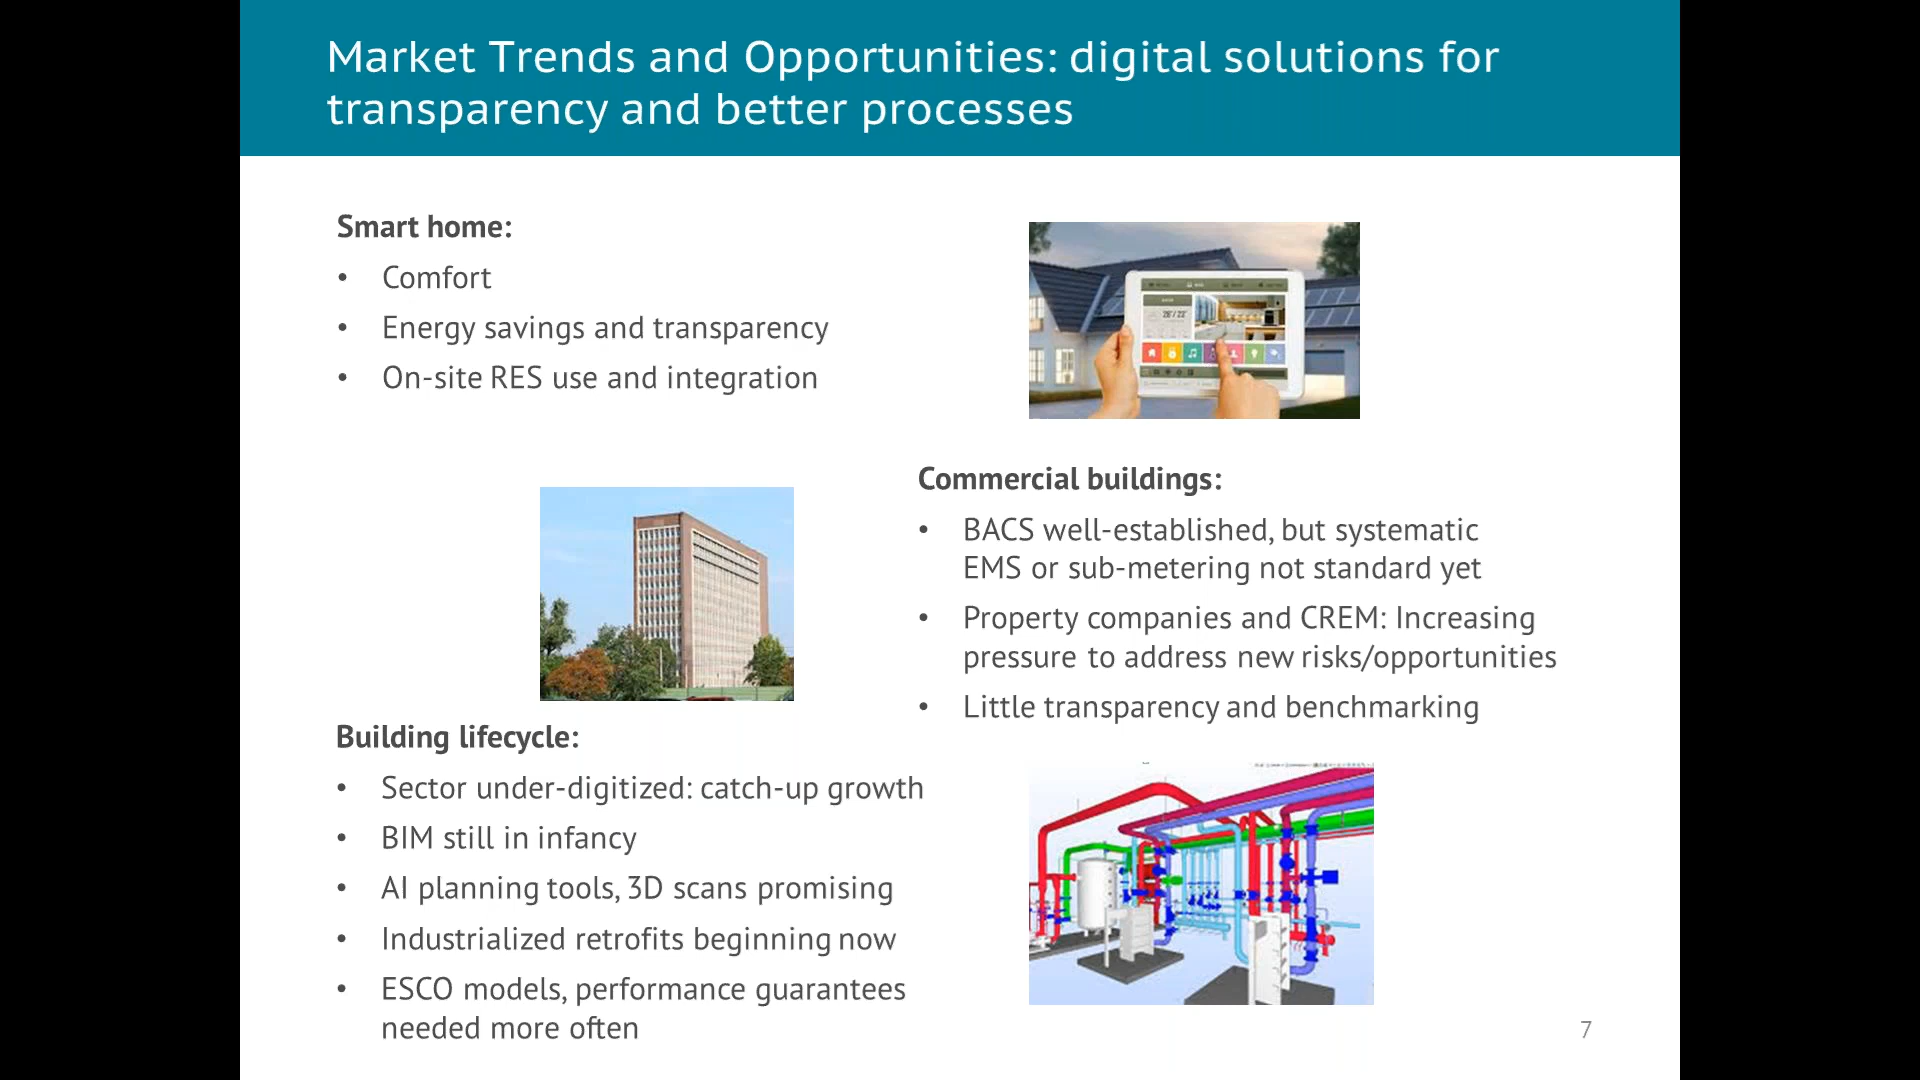 Market Trends and Opportunities: digital solutions for
transparency and better processes
Smart home:
• Comfort
• Energy savings and transparency
• On-site RES use and integration
Commercial buildings:
• BACS well-established, but systematic
EMS or sub-metering not standard yet
• Property companies and CREM: Increasing
pressure to address new risks/opportunities
• Little transparency and benchmarking
Building lifecycle:
• Sector under-digitized: catch-up growth
• BIM still in infancy
• AI planning tools, 3D scans promising
• Industrialized retrofits beginning now
• ESCO models, performance guarantees
needed more often
7